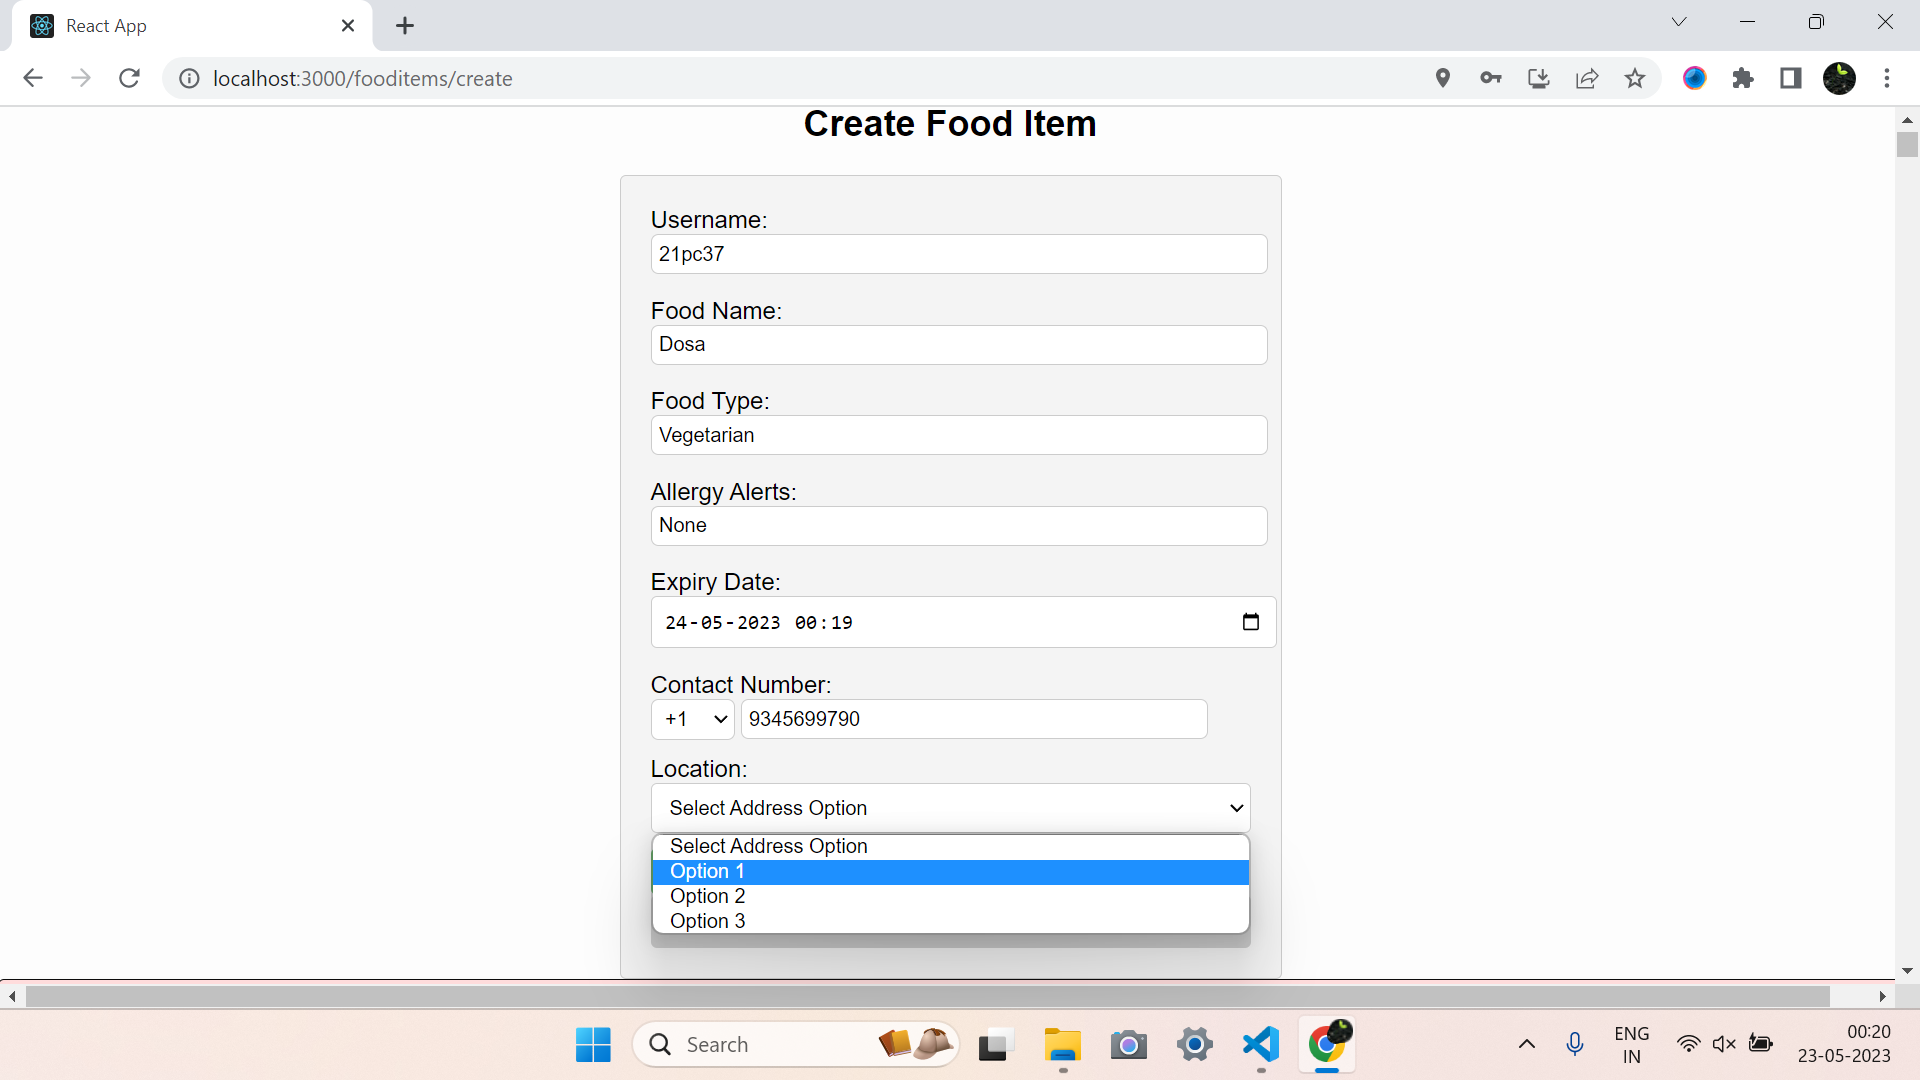 React App
localhost:3000/fooditems/create
Create Food Item
Username:
21pc37
Food Name:
Dosa
Food Type:
Vegetarian
Allergy Alerts:
None
Expiry Date:
24-05-2023 00:19
Contact Number:
+1 9345699790
Location:
Select Address Option
Select Address Option
Option 1
Option 2
Option 3
Search
ENG
IN
00:20
23-05-2023